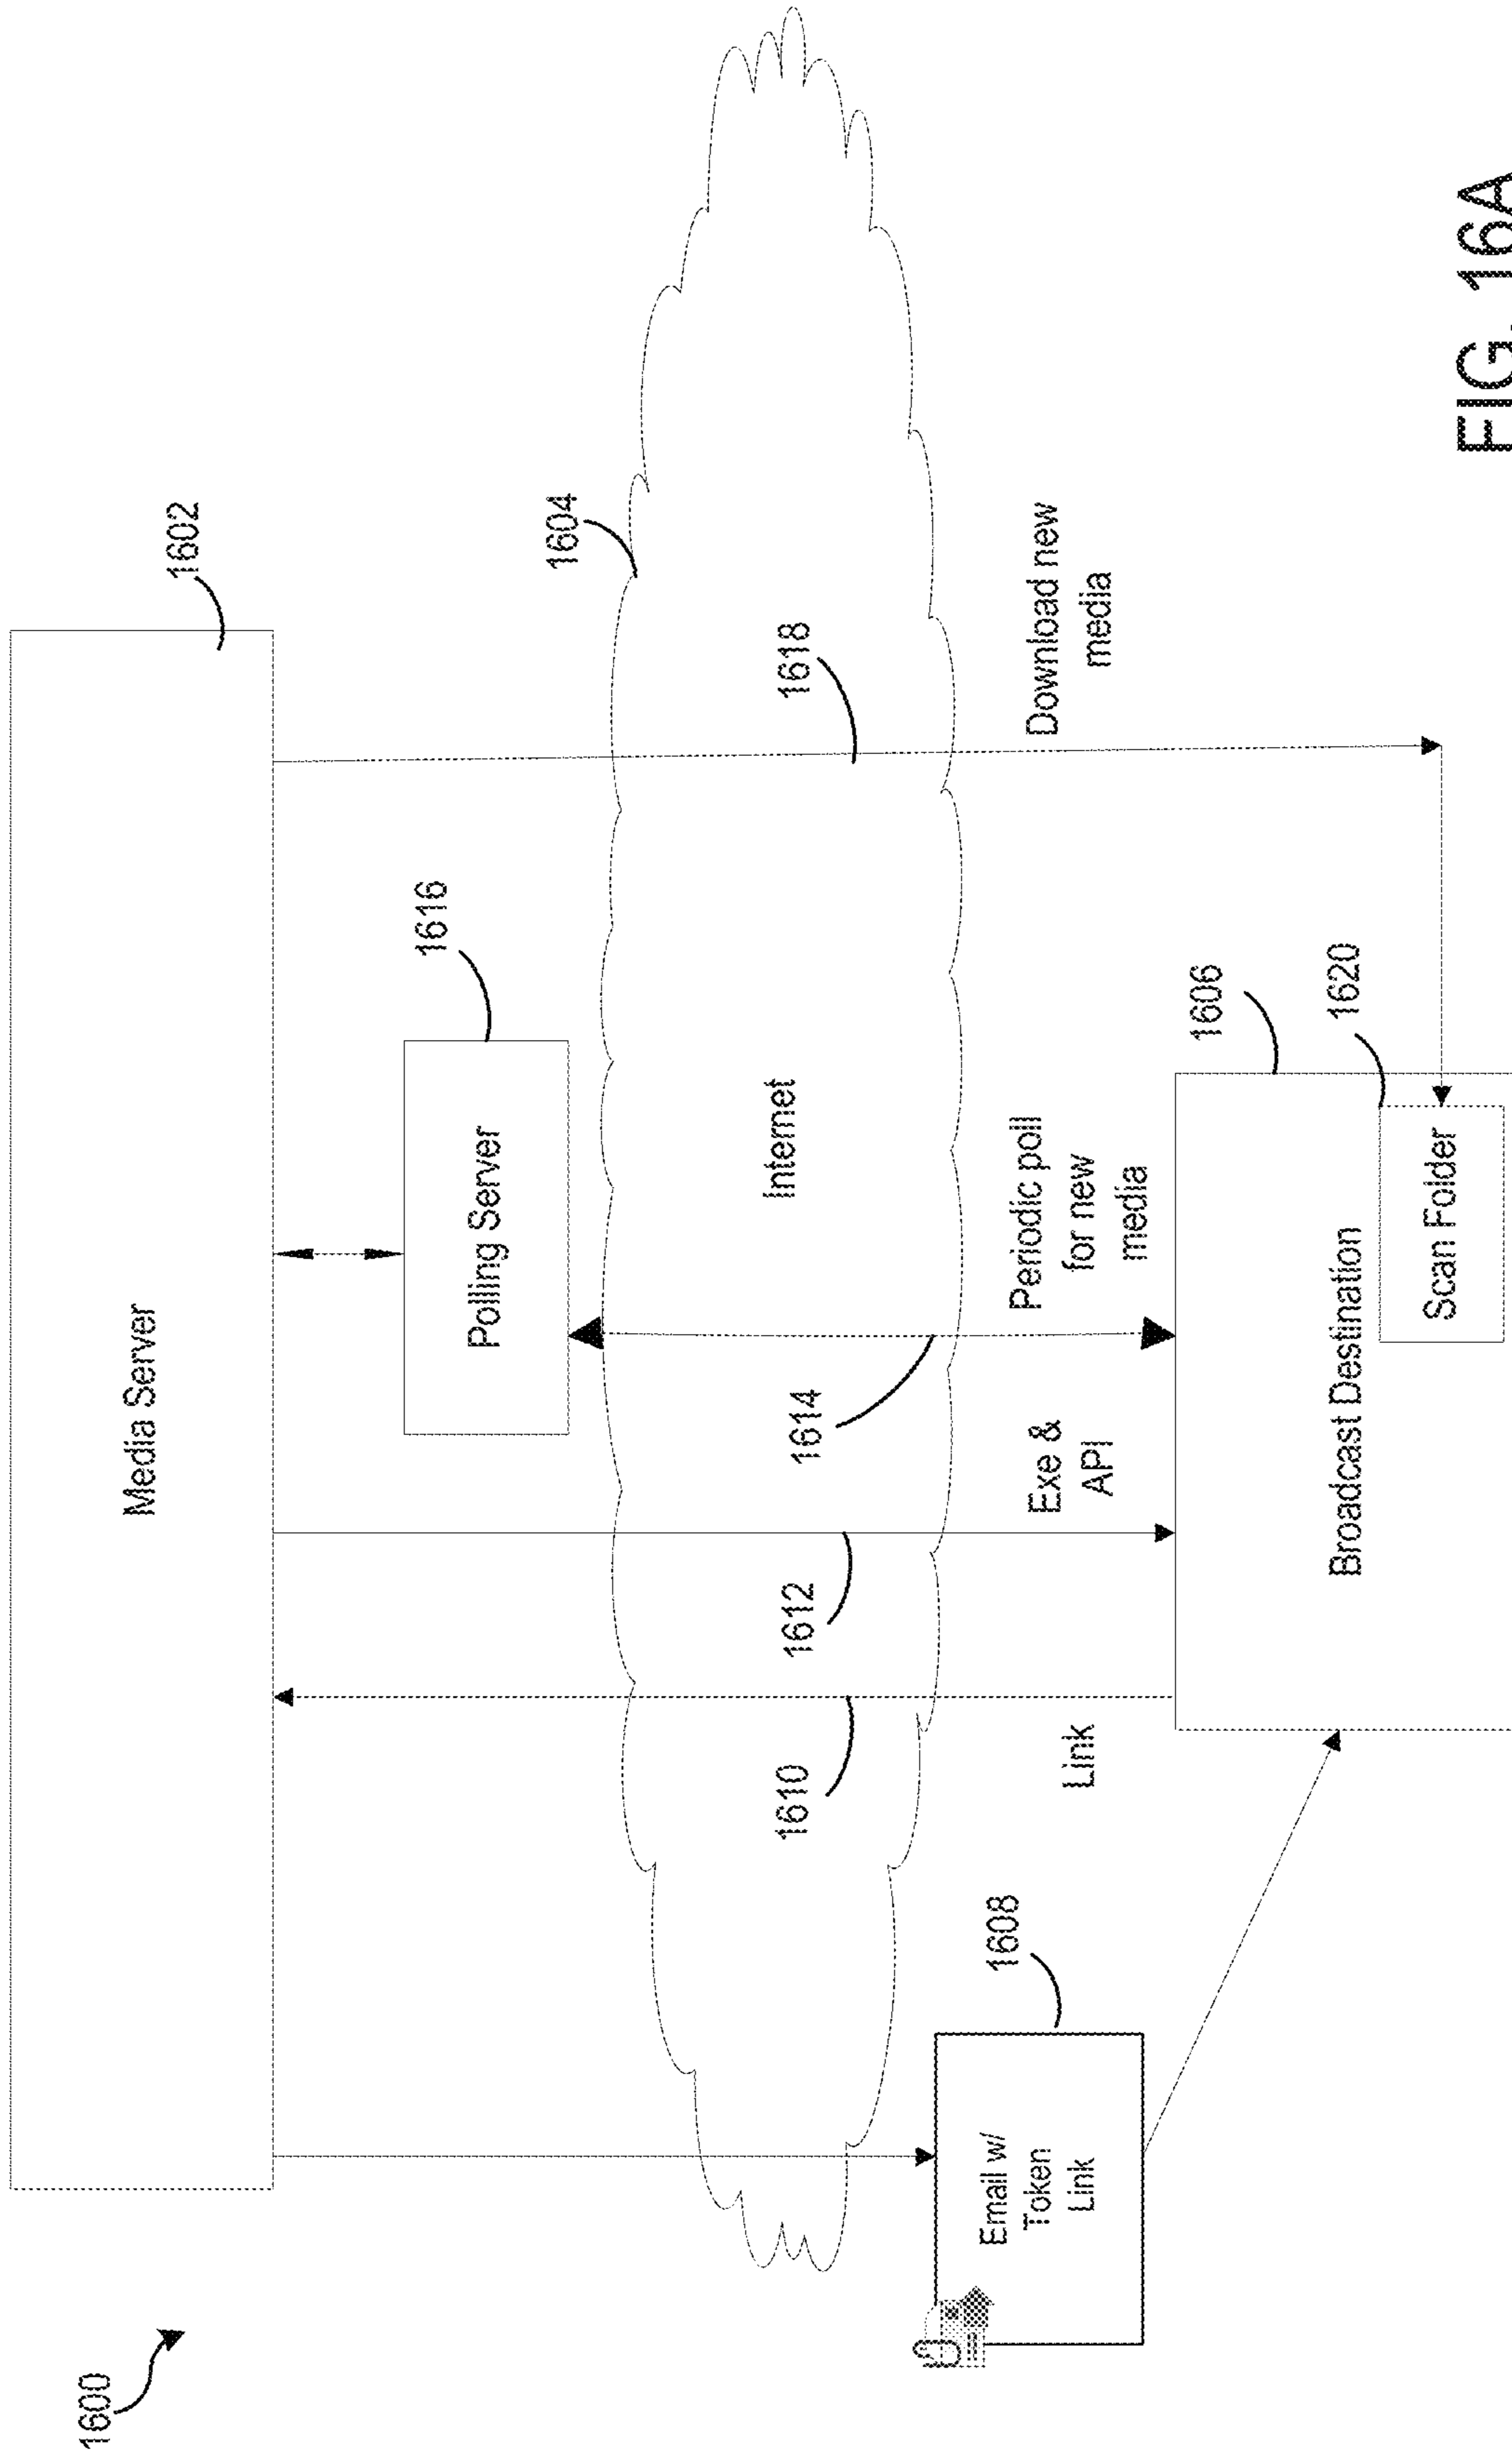 1600
Media Server
1602
Polling Server
1616
1604
Internet
1610
1612
1614
1618
Email w/
Token
Link
1608
Link
Exe &
API
Periodic poll
for new
media
Download new
media
Broadcast Destination
1606
Scan Folder
1620
FIG. 16A